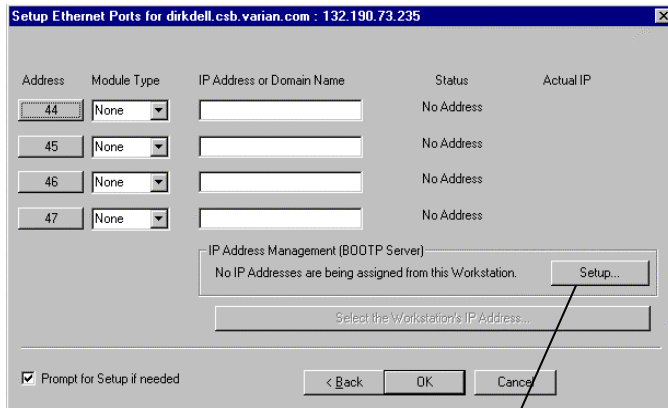 Setup Ethernet Ports for dirkdell.csb.varian.com : 132.190.73.235
Address Module Type IP Address or Domain Name Status Actual IP
44 None No Address
45 None No Address
46 None No Address
47 None No Address
IP Address Management (BOOTP Server)
No IP Addresses are being assigned from this Workstation. Setup...
Select the Workstation's IP Address...
Prompt for Setup if needed < Back OK Cancel